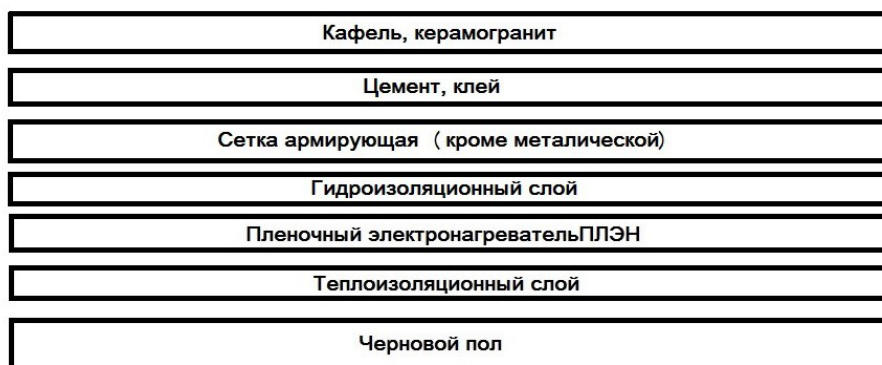 Кафель, керамогранит
Цемент, клей
Сетка армирующая ( кроме металической)
Гидроизоляционный слой
Пленочный электронагревательПЛЭН
Теплоизоляционный слой
Черновой пол